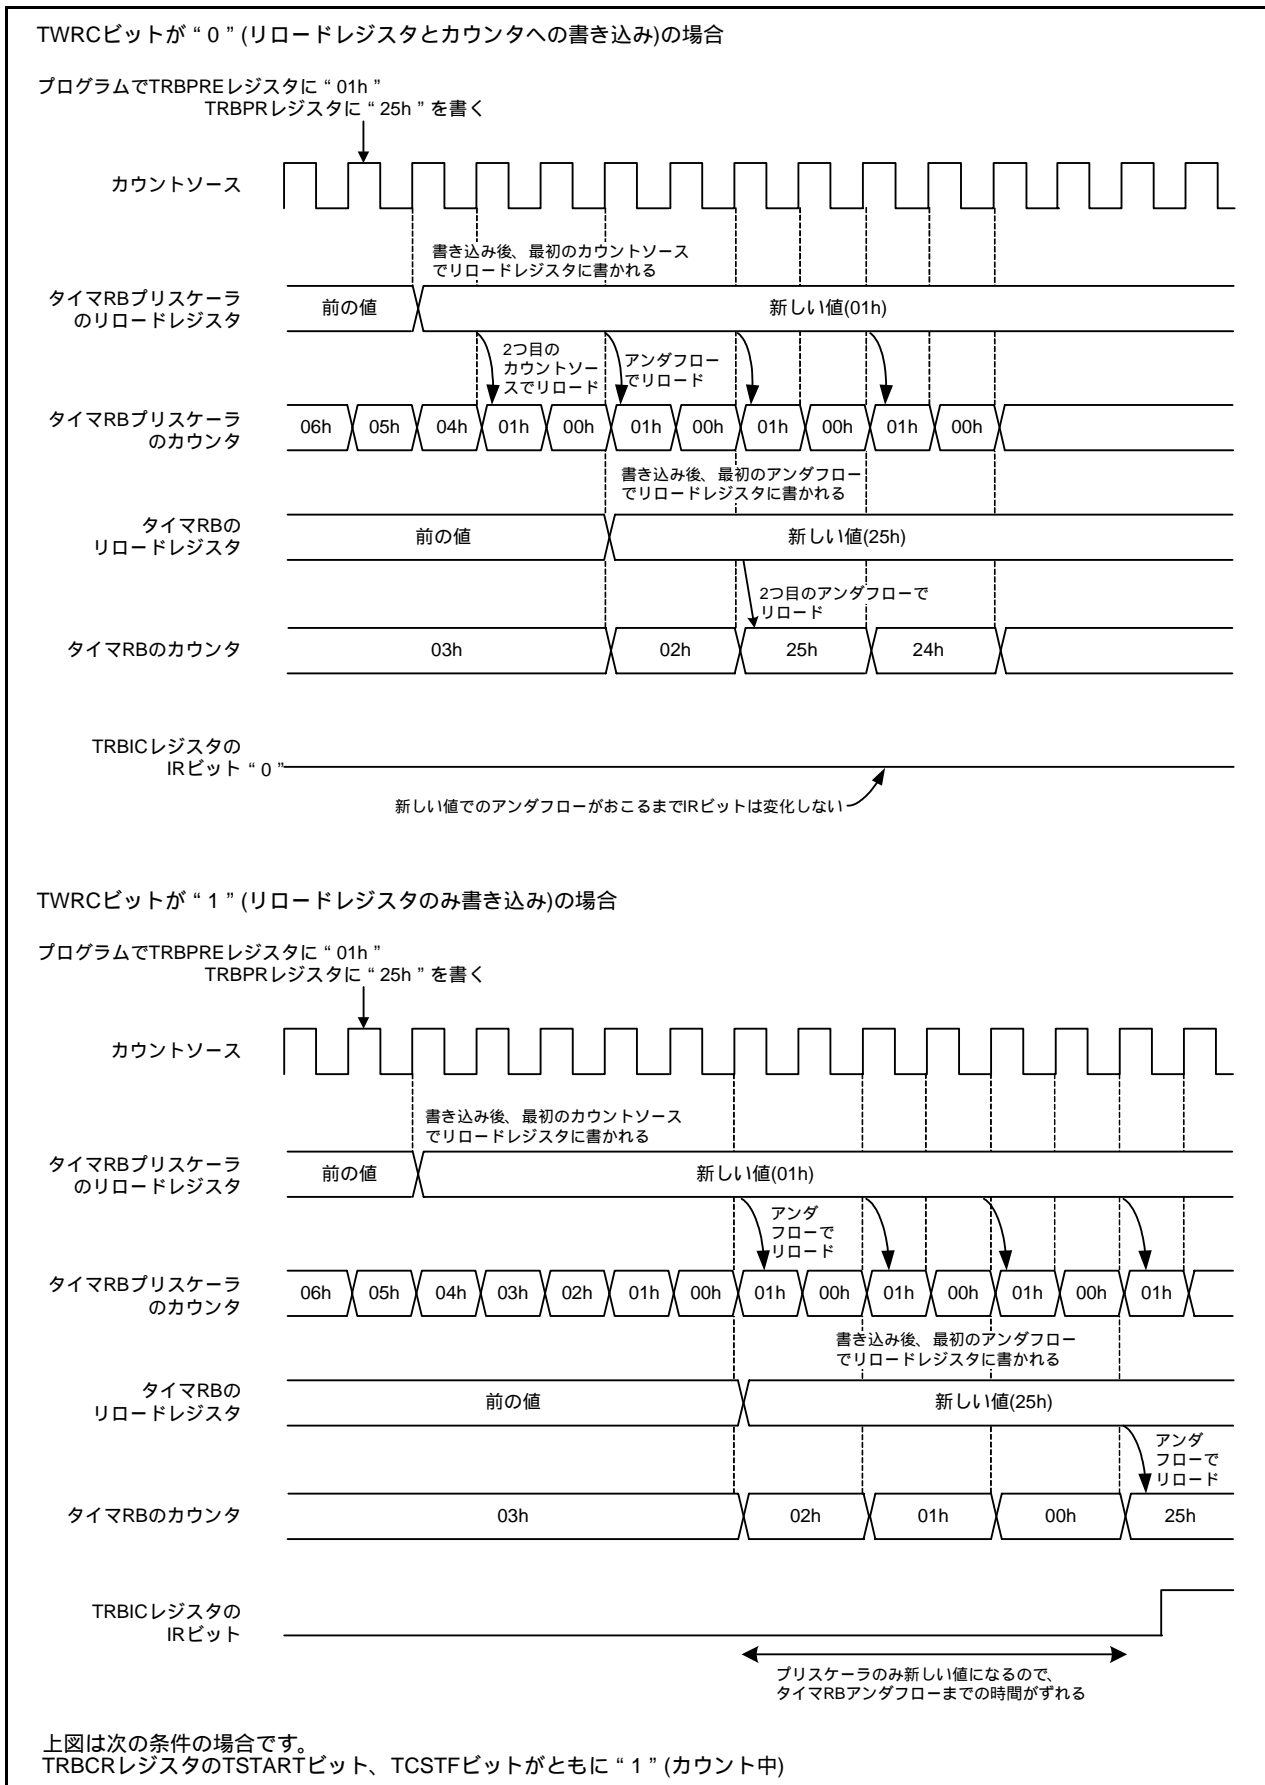 TWRCビットが“0”(リロードレジスタとカウンタへの書き込み)の場合
プログラムでTRBPREレジスタに“01h”
TRBPRレジスタに“25h”を書く
カウントソース
書き込み後、最初のカウントソース
でリロードレジスタに書かれる
タイマRBプリスケーラ
のリロードレジスタ
前の値
新しい値(01h)
2つ目の
カウントソー
スでリロード
アンダフロー
でリロード
タイマRBプリスケーラ
のカウンタ
06h 05h 04h 01h 00h 01h 00h 01h 00h 01h 00h
書き込み後、最初のアンダフロー
でリロードレジスタに書かれる
タイマRBの
リロードレジスタ
前の値
新しい値(25h)
2つ目のアンダフローで
リロード
タイマRBのカウンタ
03h 02h 25h 24h
TRBICレジスタの
IRビット“0”
新しい値でのアンダフローがおこるまでIRビットは変化しない
TWRCビットが“1”(リロードレジスタのみ書き込み)の場合
プログラムでTRBPREレジスタに“01h”
TRBPRレジスタに“25h”を書く
カウントソース
書き込み後、最初のカウントソース
でリロードレジスタに書かれる
タイマRBプリスケーラ
のリロードレジスタ
前の値
新しい値(01h)
アンダ
フローで
リロード
タイマRBプリスケーラ
のカウンタ
06h 05h 04h 03h 02h 01h 00h 01h 00h 01h 00h 01h 00h 01h
書き込み後、最初のアンダフロー
でリロードレジスタに書かれる
タイマRBの
リロードレジスタ
前の値
新しい値(25h)
アンダ
フローで
リロード
タイマRBのカウンタ
03h 02h 01h 00h 25h
TRBICレジスタの
IRビット
プリスケーラのみ新しい値になるので、
タイマRBアンダフローまでの時間がずれる
上図は次の条件の場合です。
TRBCRレジスタのTSTARTビット、TCSTFビットがともに“1”(カウント中)